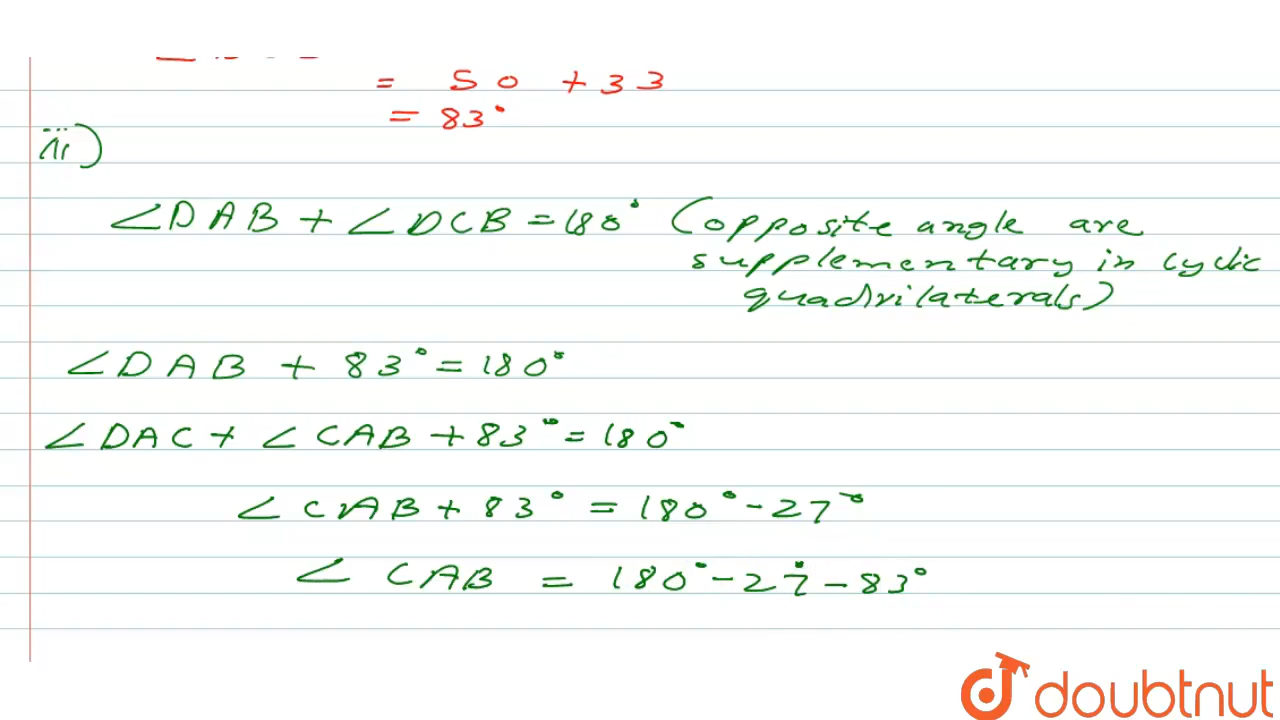 = 50 + 33
= 83°
iii)
∠DAB + ∠DCB = 180° (opposite angle are
supplementary in cyclic
quadrilaterals)
∠DAB + 83° = 180°
∠DAC + ∠CAB + 83° = 180°
∠CAB + 83° = 180° - 27°
∠CAB = 180° - 27° - 83°
doubtnut